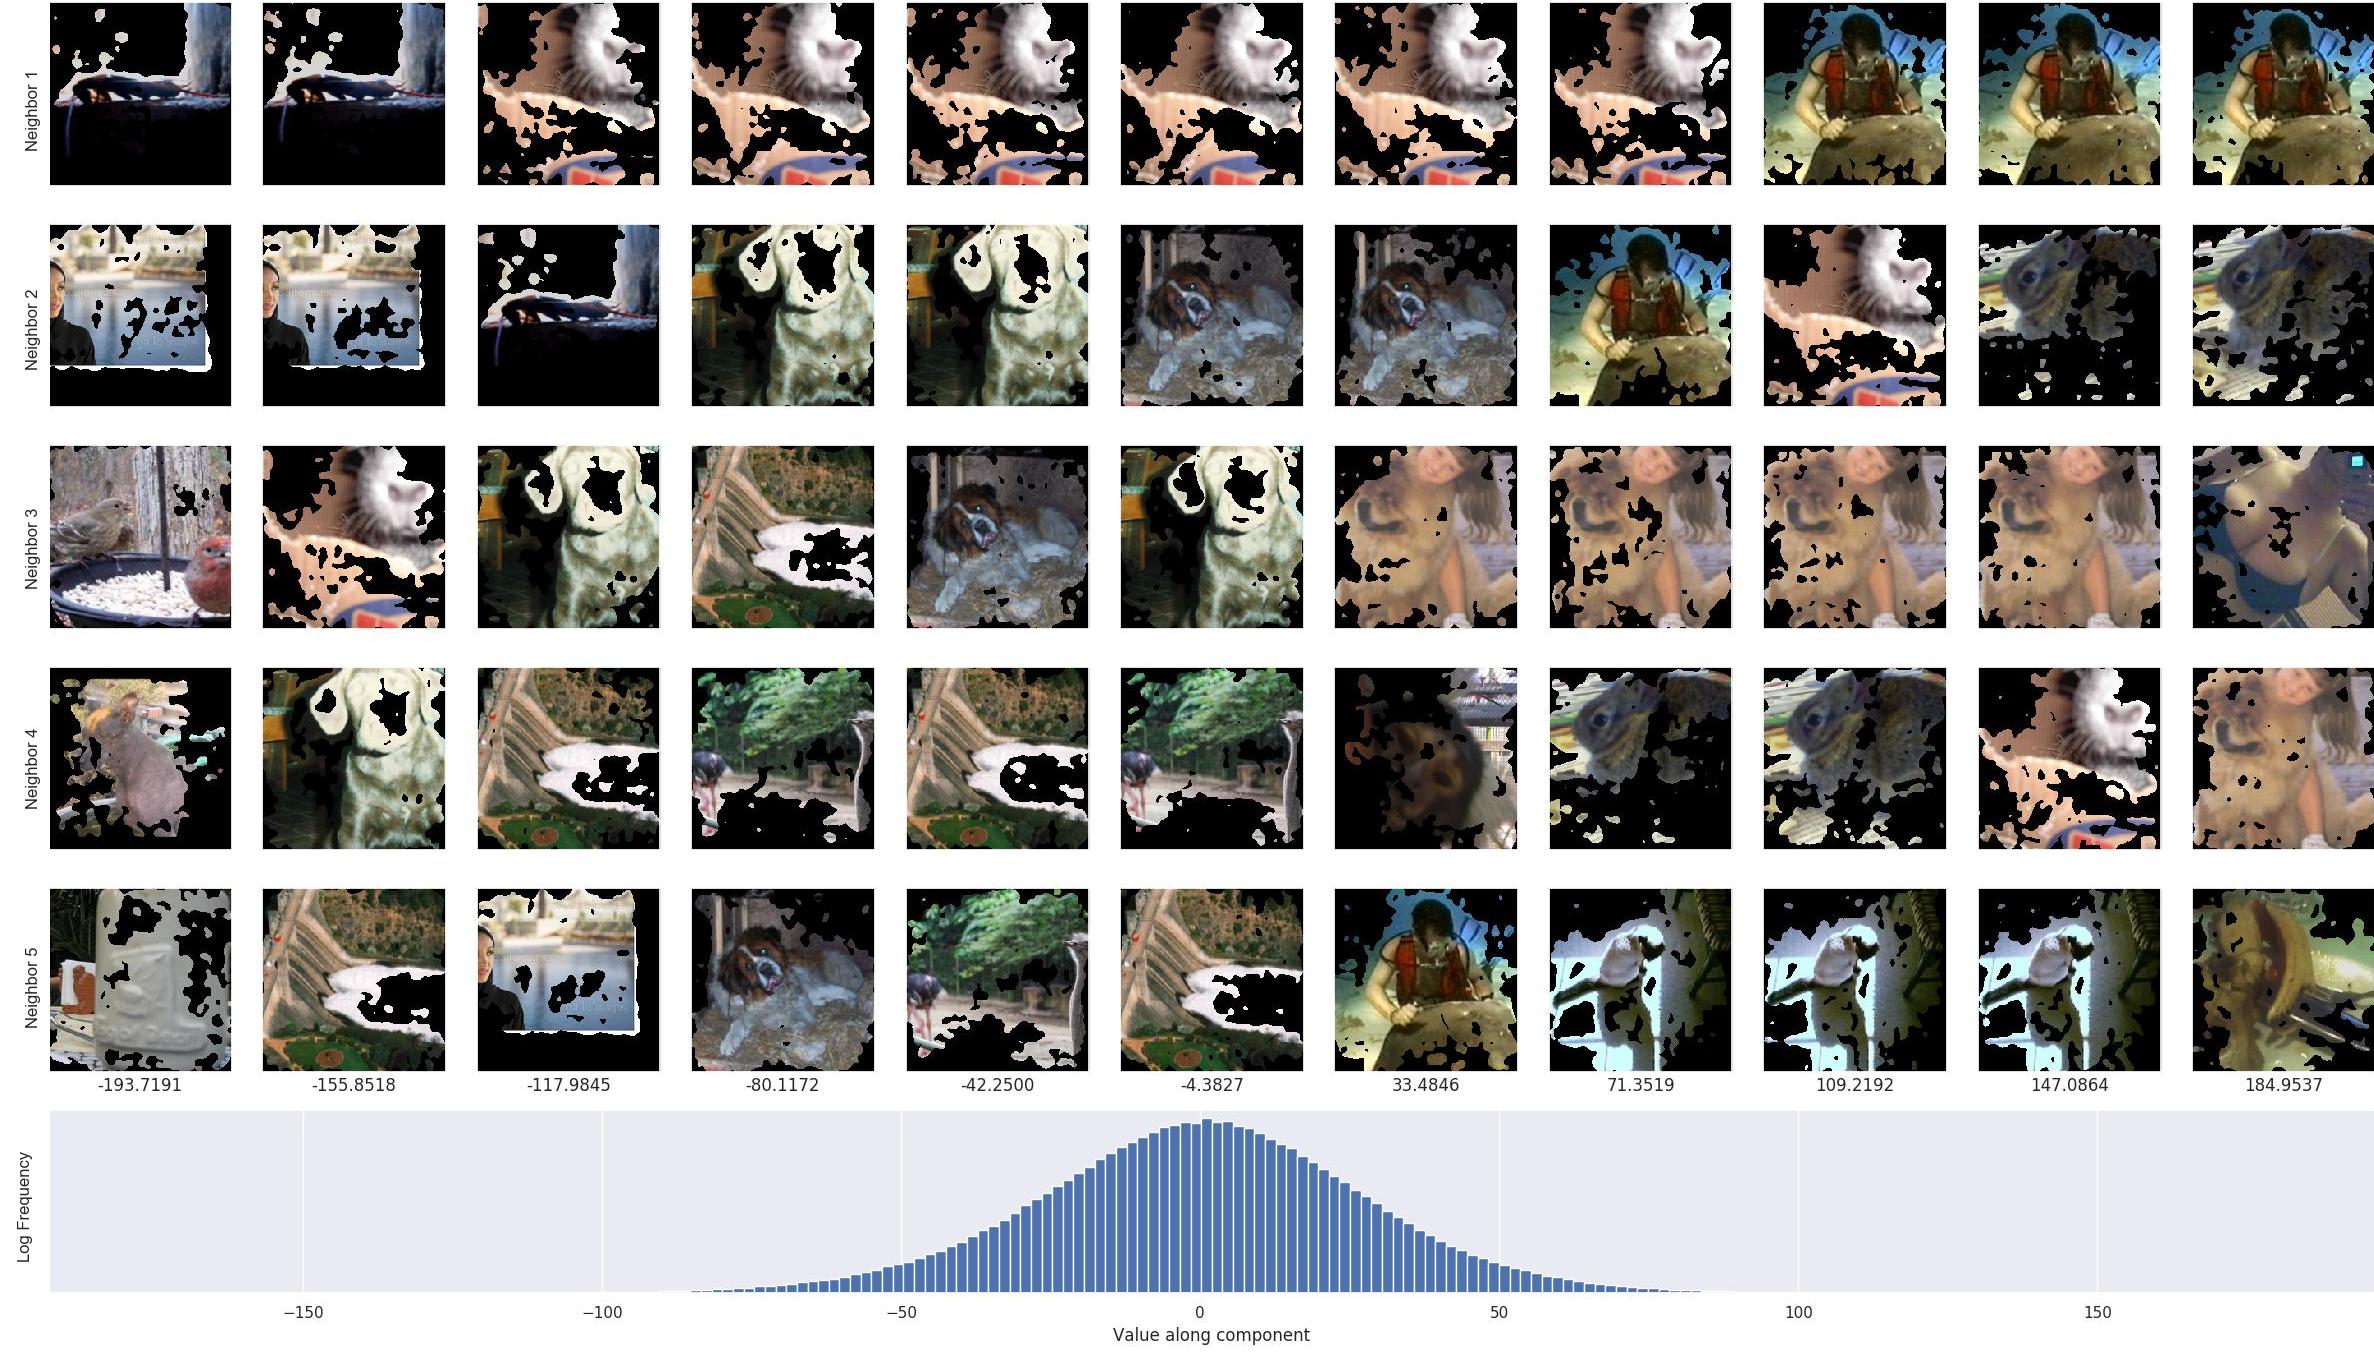 Neighbor 1
Neighbor 2
Neighbor 3
Neighbor 4
Neighbor 5
-193.7191 -155.8518 -117.9845 -80.1172 -42.2500 -4.3827 33.4846 71.3519 109.2192 147.0864 184.9537
Log Frequency
−150 −100 −50 0 50 100 150
Value along component